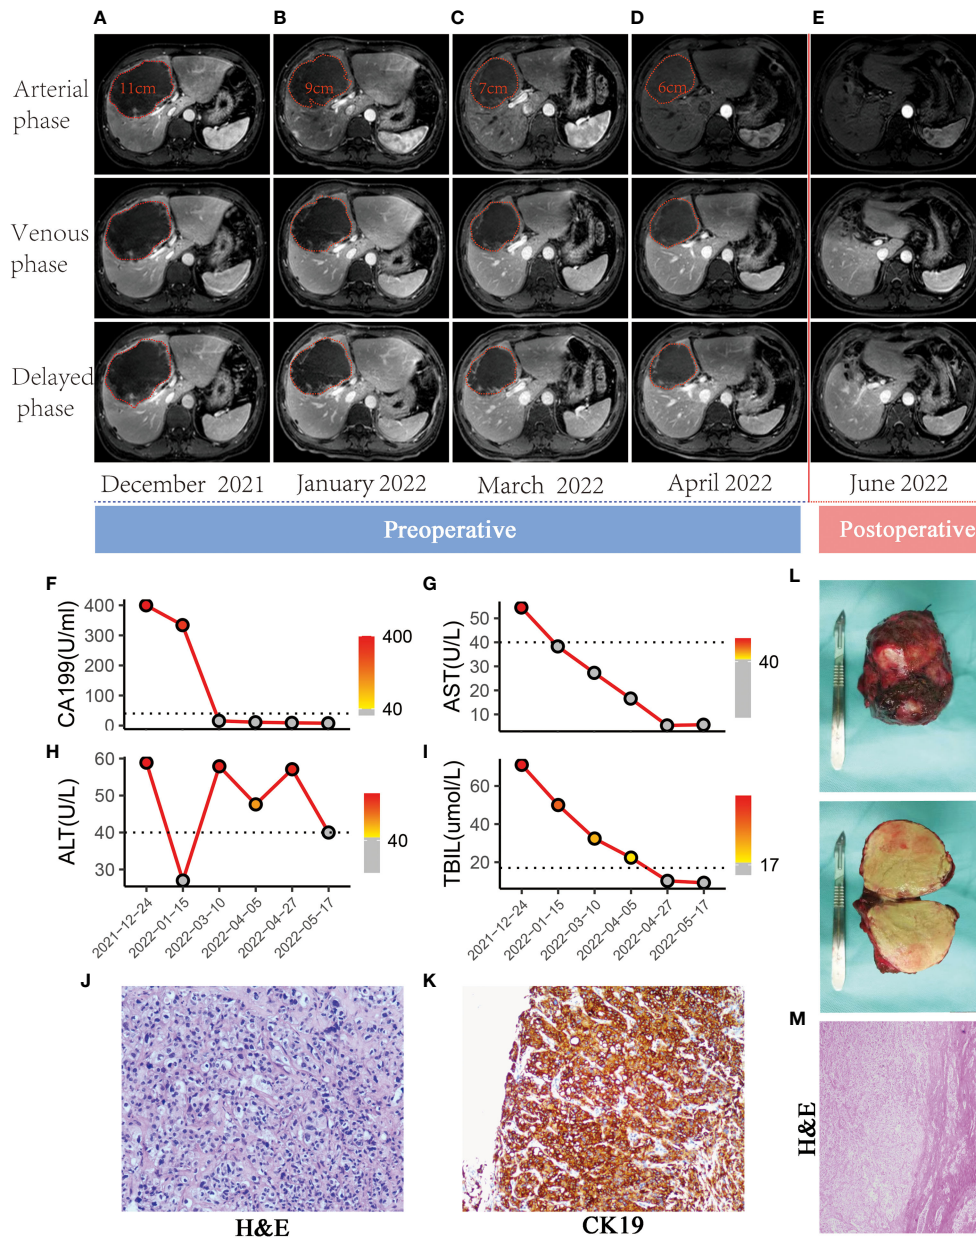 A B C D E
Arterial
phase
11cm 9cm 7cm 6cm
Venous
phase
Delayed
phase
December 2021 January 2022 March 2022 April 2022 June 2022
Preoperative Postoperative
F
CA199(U/ml)
400
300
200
100
0
400
40
G
AST(U/L)
50
40
30
20
10
40
H
ALT(U/L)
60
50
40
30
40
2021-12-24
2022-01-15
2022-03-10
2022-04-05
2022-04-27
2022-05-17
I
TBIL(umol/L)
60
40
20
17
2021-12-24
2022-01-15
2022-03-10
2022-04-05
2022-04-27
2022-05-17
J
H&E
K
CK19
L
M
H&E